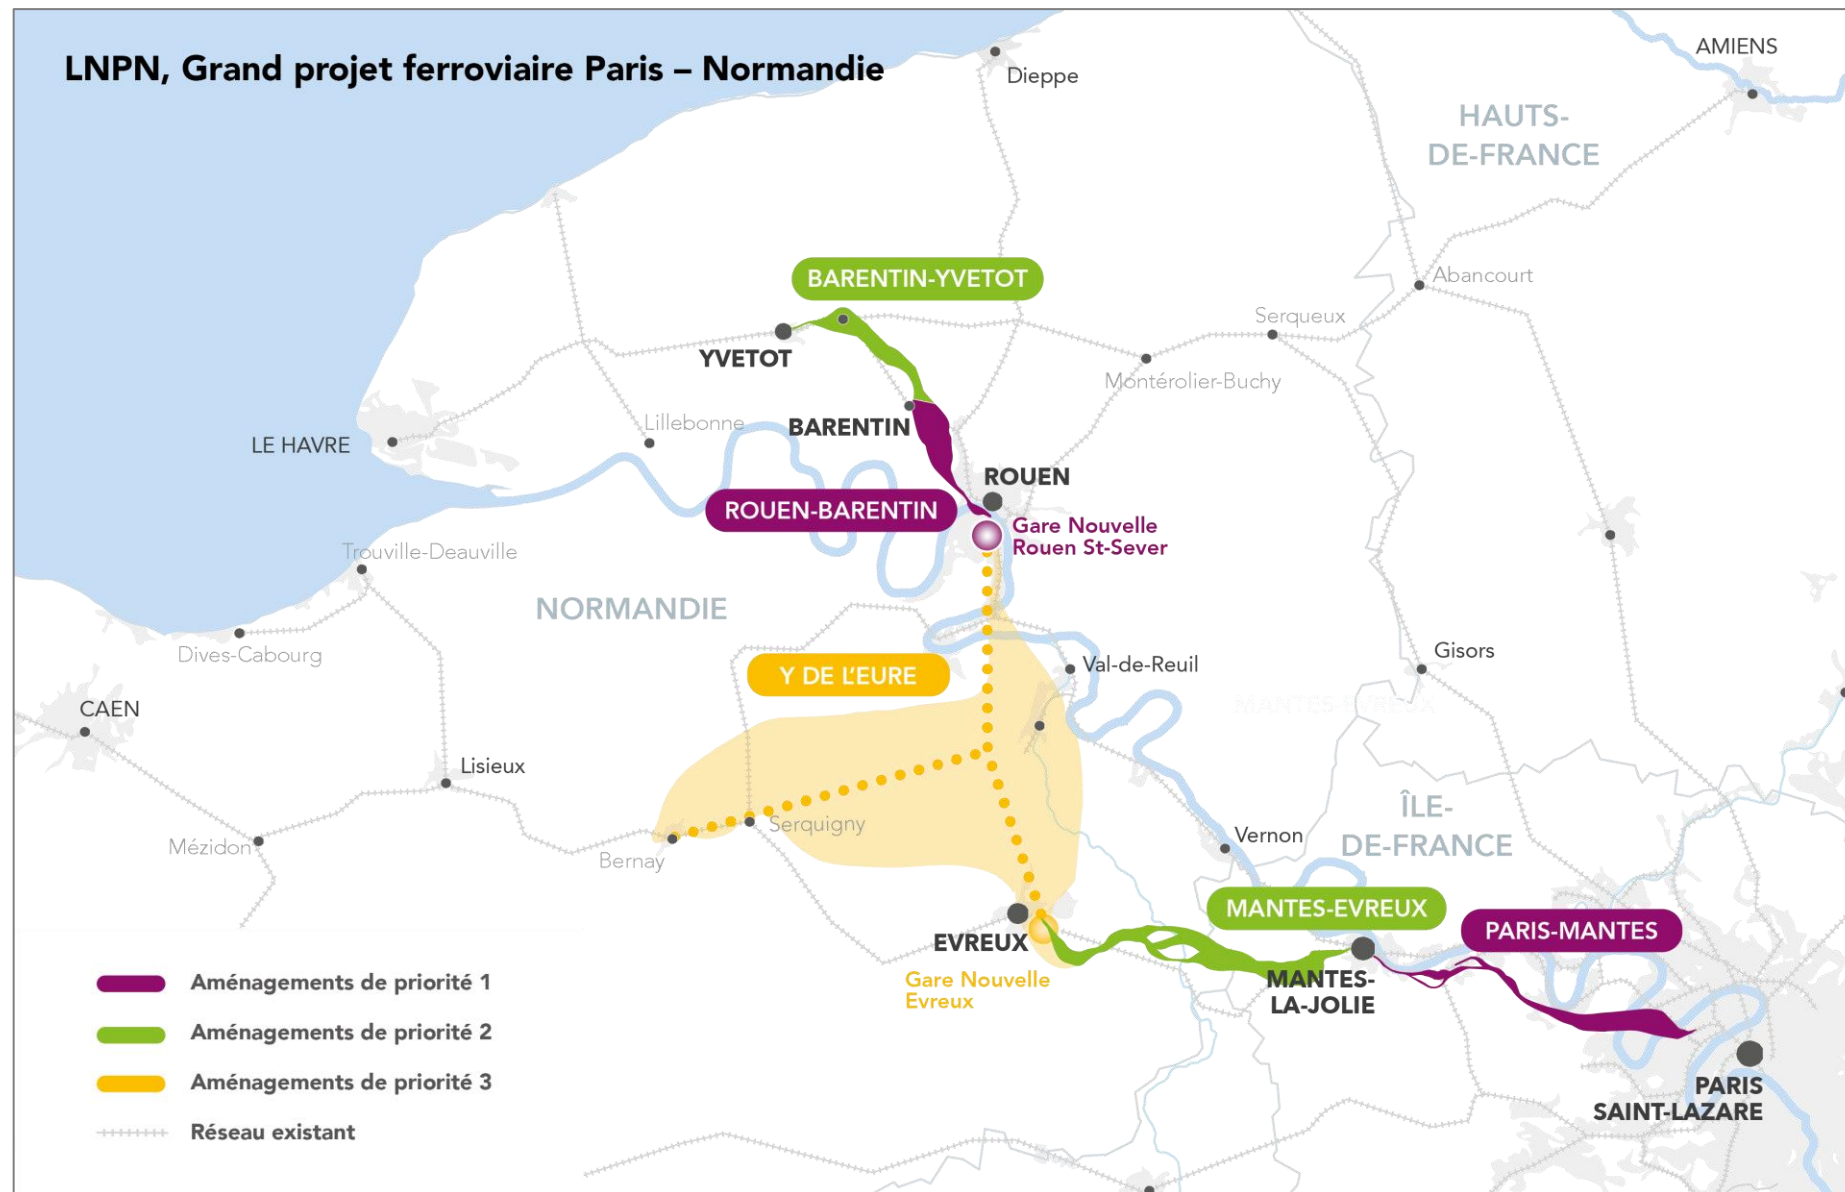 LNPN, Grand projet ferroviaire Paris – Normandie
Dieppe
AMIENS
HAUTS-
DE-FRANCE
BARENTIN-YVETOT
Abancourt
Serqueux
YVETOT
Montérolier-Buchy
Lillebonne
BARENTIN
LE HAVRE
ROUEN
ROUEN-BARENTIN
Gare Nouvelle
Rouen St-Sever
Trouville-Deauville
NORMANDIE
Dives-Cabourg
Y DE L'EURE
Val-de-Reuil
Gisors
MANTES-EVREUX
CAEN
Lisieux
ÎLE-
DE-FRANCE
Serquigny
Vernon
Mézidon
Bernay
MANTES-EVREUX
PARIS-MANTES
EVREUX
Gare Nouvelle
Evreux
MANTES-
LA-JOLIE
PARIS
SAINT-LAZARE
Aménagements de priorité 1
Aménagements de priorité 2
Aménagements de priorité 3
Réseau existant